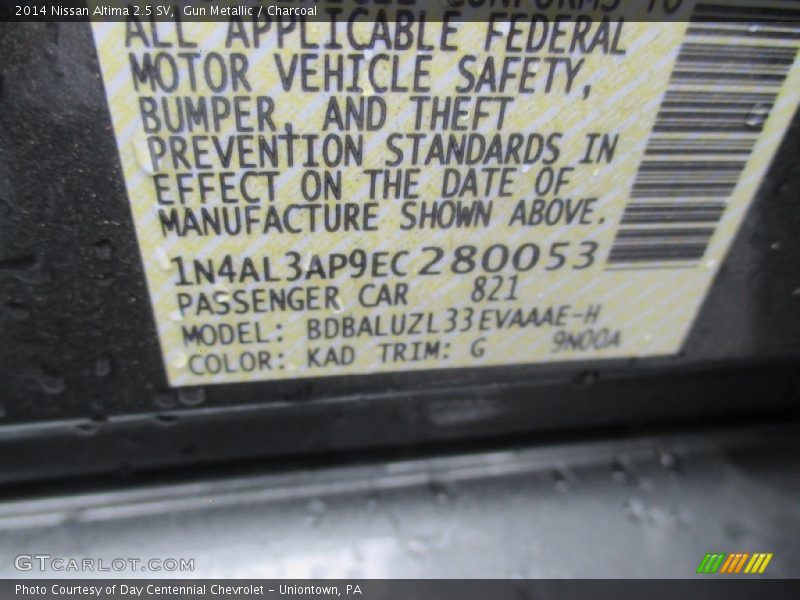 2014 Nissan Altima 2.5 SV, Gun Metallic / Charcoal
CONFORMS TO
ALL APPLICABLE FEDERAL
MOTOR VEHICLE SAFETY,
BUMPER, AND THEFT
PREVENTION STANDARDS IN
EFFECT ON THE DATE OF
MANUFACTURE SHOWN ABOVE.
1N4AL3AP9EC280053
PASSENGER CAR 821
MODEL: BDBALUZL33EVAAAE-H
COLOR: KAD TRIM: G 9N00A
GTCARLOT.COM
Photo Courtesy of Day Centennial Chevrolet - Uniontown, PA